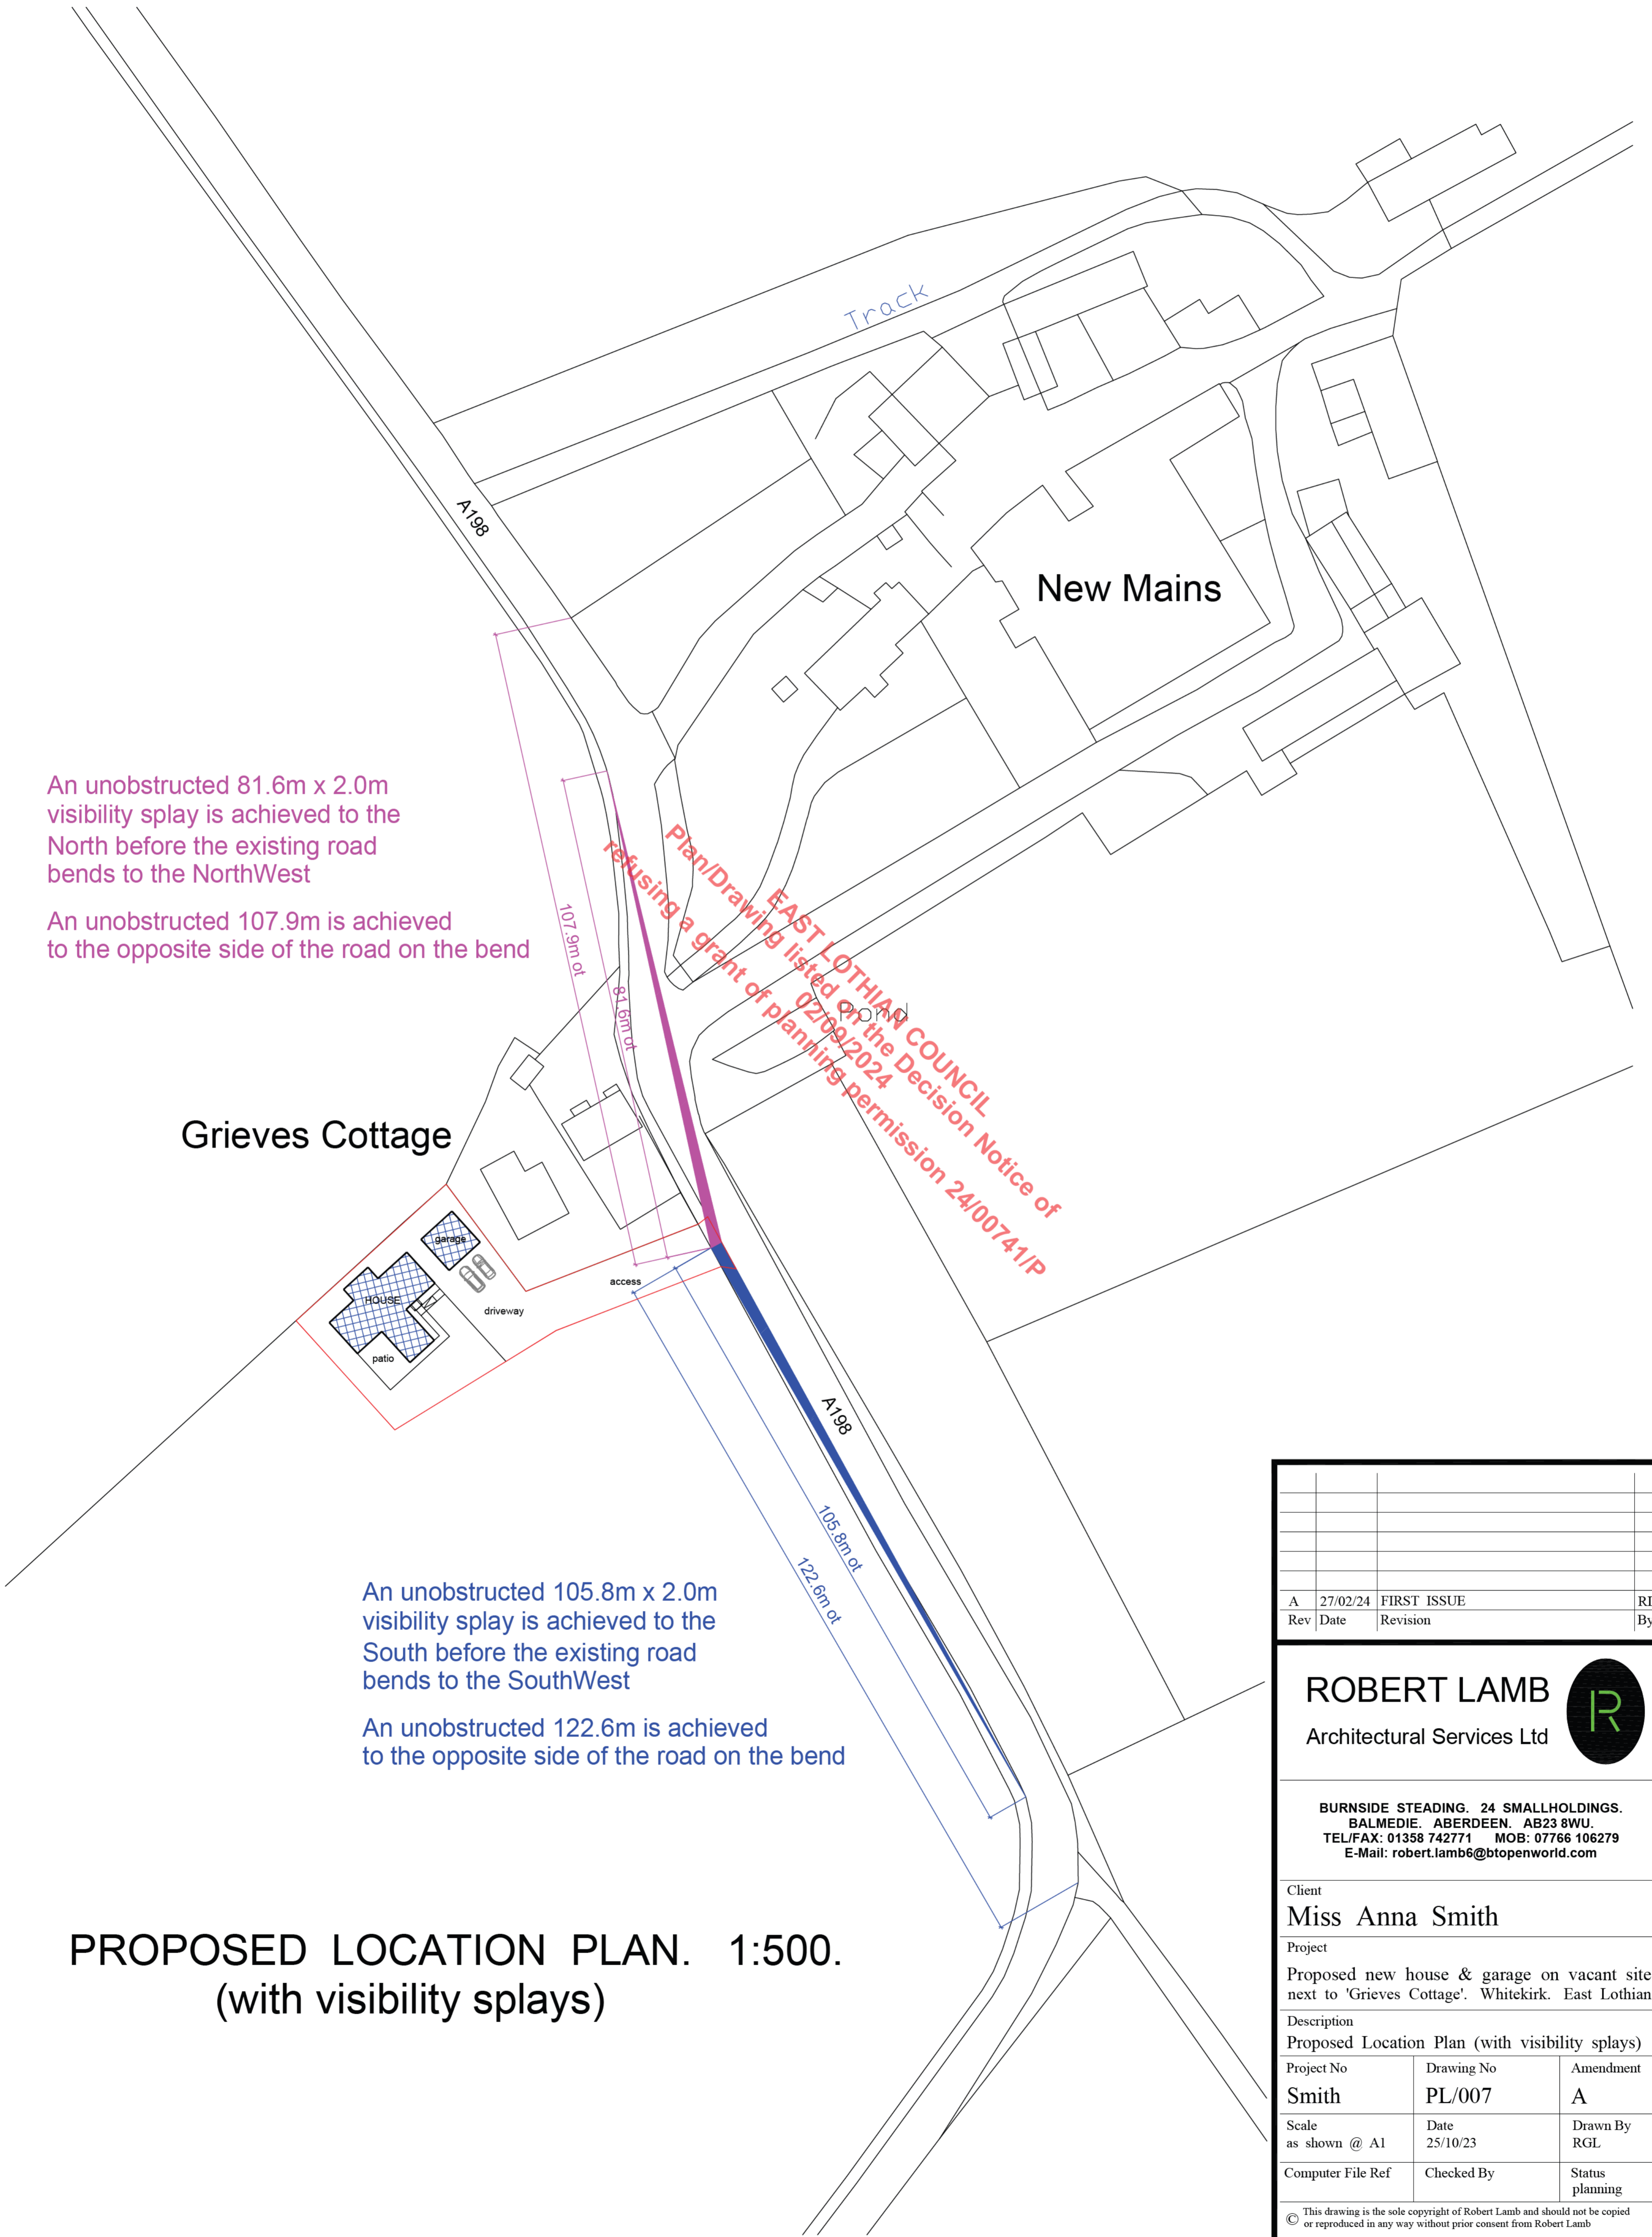 Track
A198
New Mains
An unobstructed 81.6m x 2.0m
visibility splay is achieved to the
North before the existing road
bends to the NorthWest
An unobstructed 107.9m is achieved
to the opposite side of the road on the bend
107.9m ot
81.6m ot
EAST LOTHIAN COUNCIL
Plan/Drawing listed on the Decision Notice of
02/09/2024
refusing a grant of planning permission 24/00741/P
Pond
Grieves Cottage
garage
HOUSE
access
driveway
patio
A198
105.8m ot
122.6m ot
An unobstructed 105.8m x 2.0m
visibility splay is achieved to the
South before the existing road
bends to the SouthWest
An unobstructed 122.6m is achieved
to the opposite side of the road on the bend
PROPOSED LOCATION PLAN. 1:500.
(with visibility splays)
A 27/02/24 FIRST ISSUE
Rev Date Revision By
ROBERT LAMB
Architectural Services Ltd
R
BURNSIDE STEADING. 24 SMALLHOLDINGS.
BALMEDIE. ABERDEEN. AB23 8WU.
TEL/FAX: 01358 742771 MOB: 07766 106279
E-Mail: robert.lamb6@btopenworld.com
Client
Miss Anna Smith
Project
Proposed new house & garage on vacant site
next to 'Grieves Cottage'. Whitekirk. East Lothian
Description
Proposed Location Plan (with visibility splays)
Project No Drawing No Amendment
Smith PL/007 A
Scale Date Drawn By
as shown @ A1 25/10/23 RGL
Computer File Ref Checked By Status
planning
© This drawing is the sole copyright of Robert Lamb and should not be copied
or reproduced in any way without prior consent from Robert Lamb